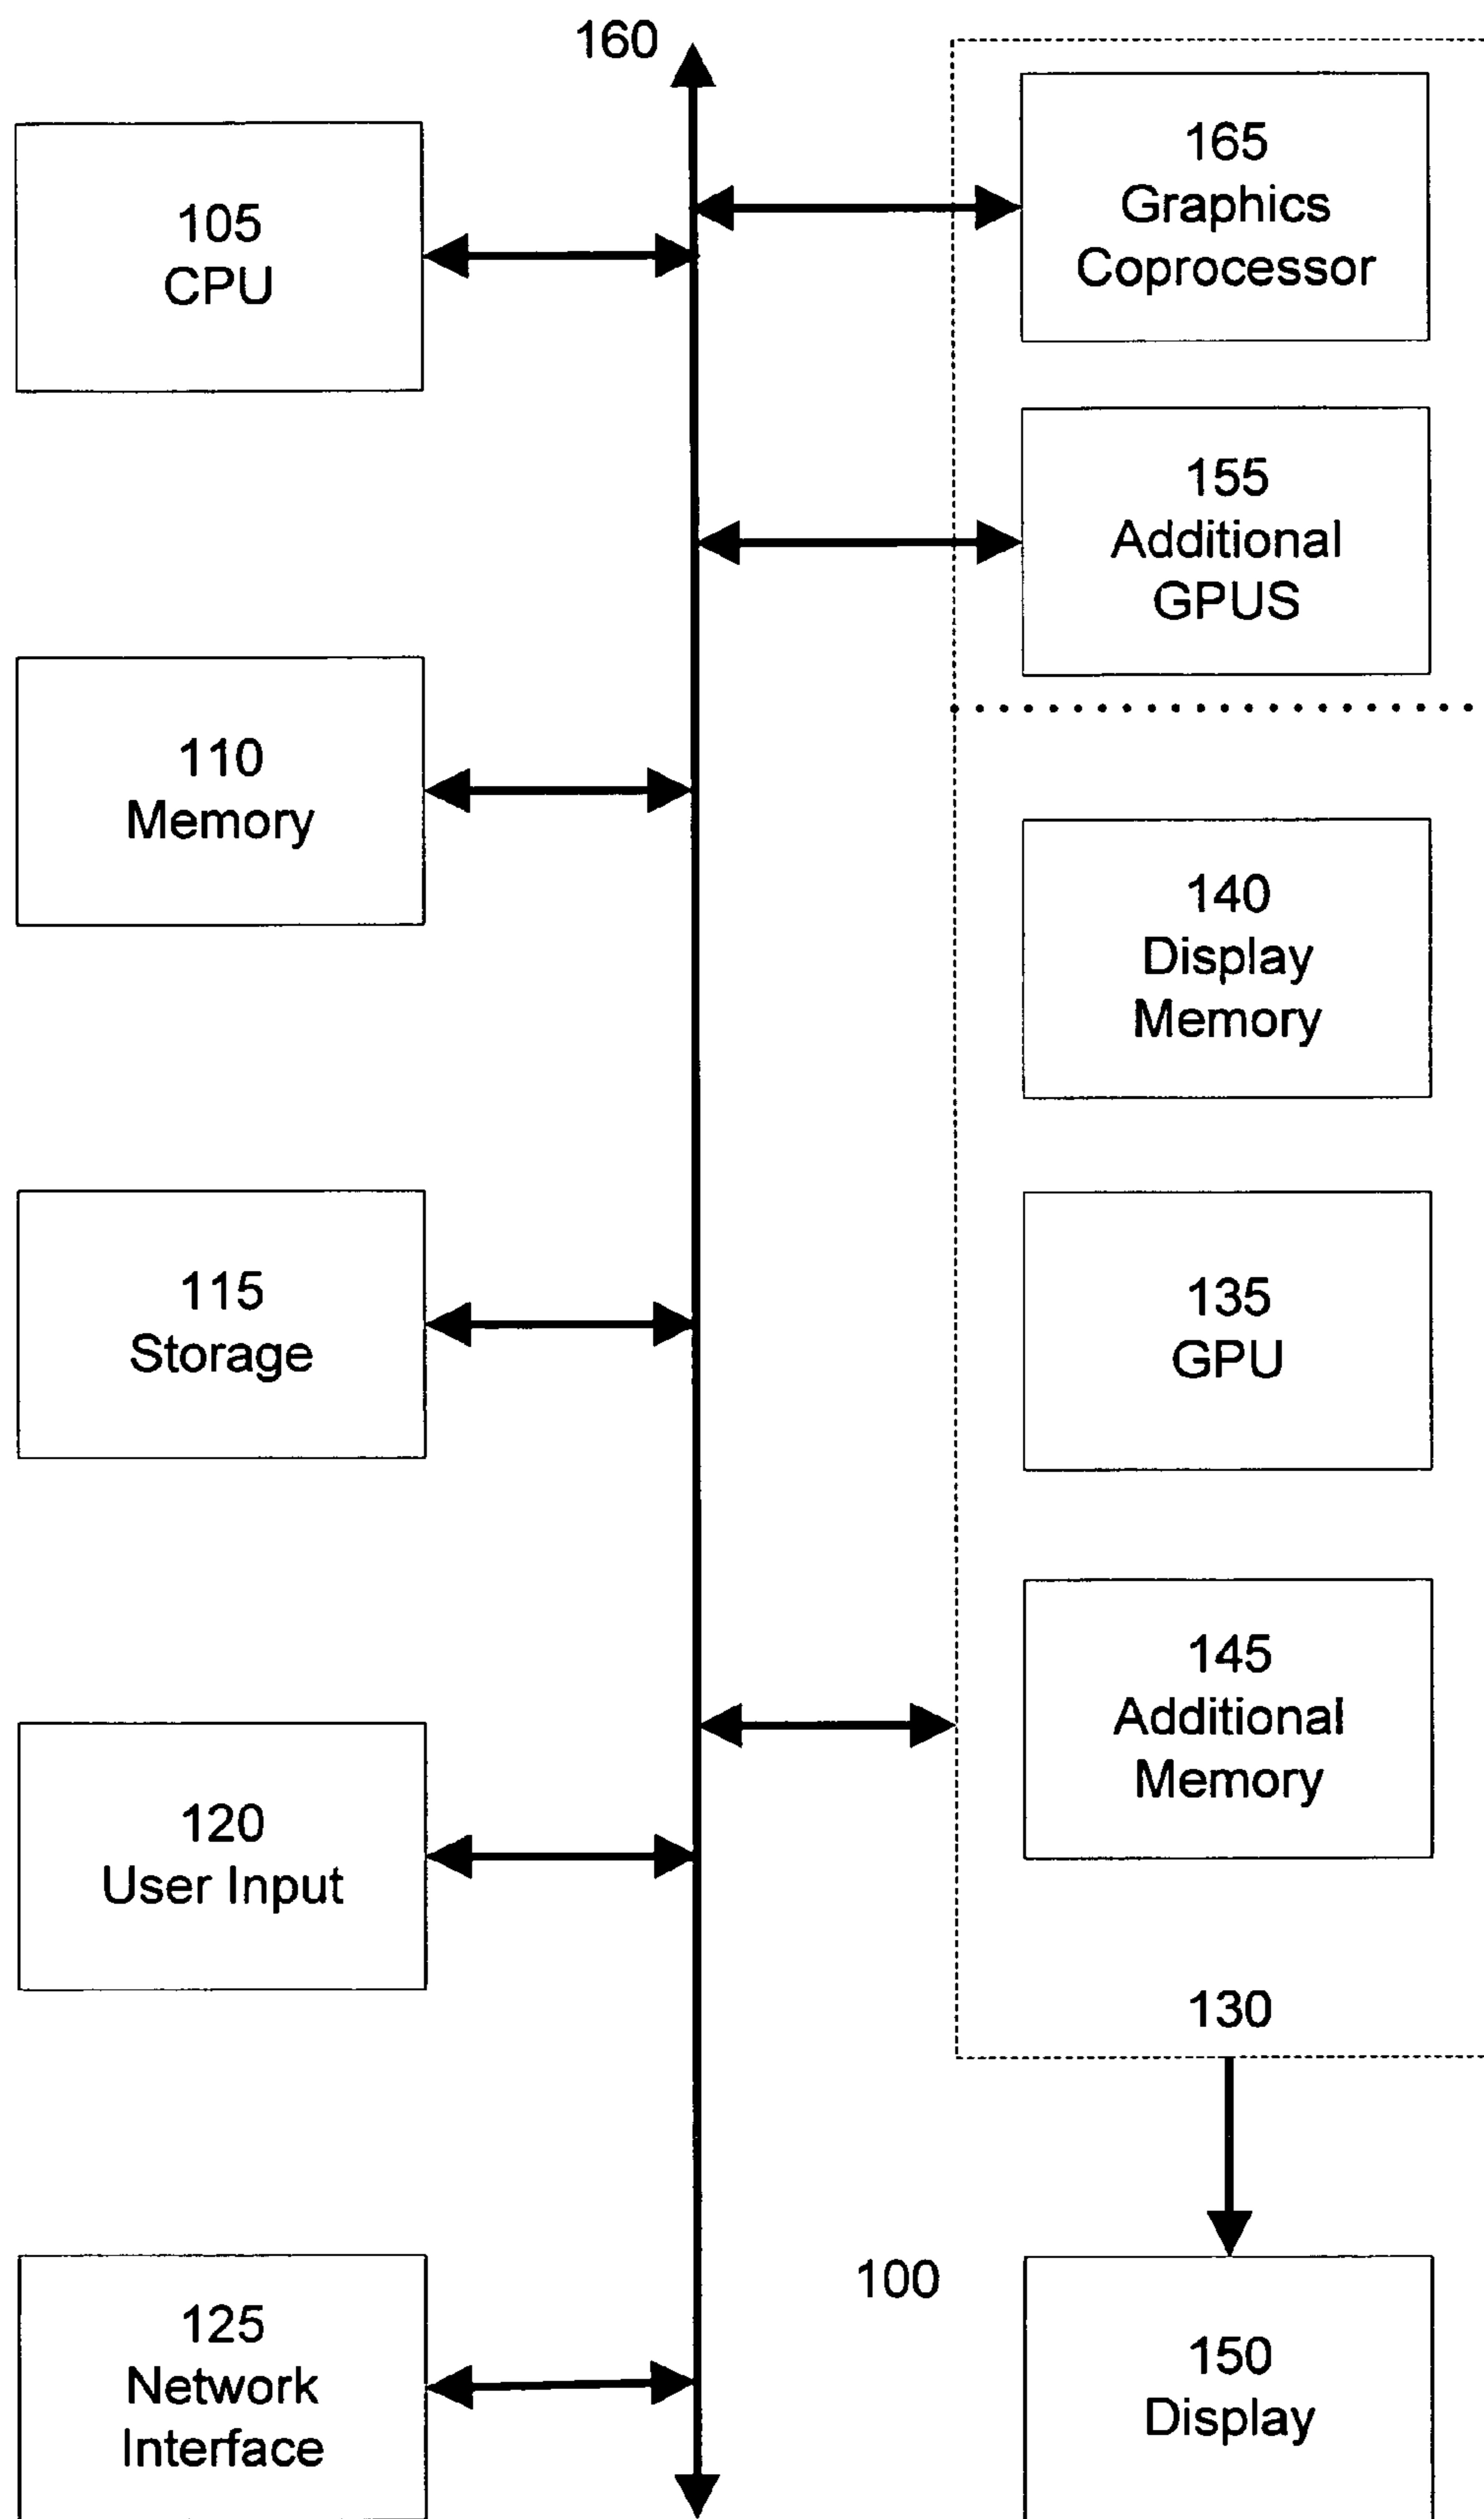 160
105
CPU
110
Memory
115
Storage
120
User Input
125
Network
Interface
165
Graphics
Coprocessor
155
Additional
GPUS
140
Display
Memory
135
GPU
145
Additional
Memory
130
100
150
Display